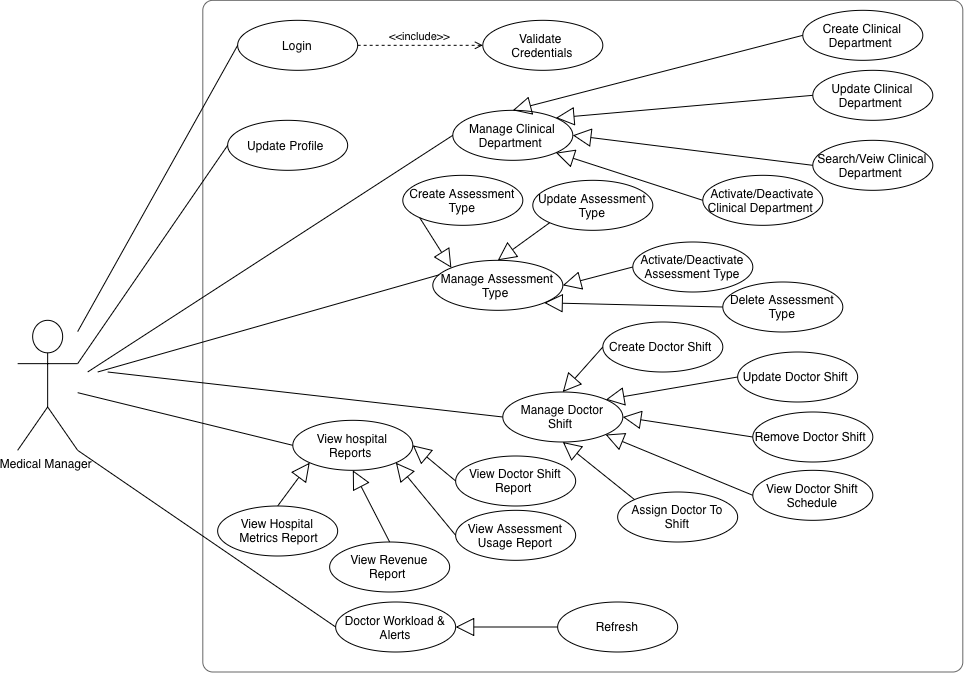 Login
<<include>>
Validate
Credentials
Create Clinical
Department
Update Clinical
Department
Manage Clinical
Department
Update Profile
Search/Veiw Clinical
Department
Create Assessment
Type
Update Assessment
Type
Activate/Deactivate
Clinical Department
Manage Assessment
Type
Activate/Deactivate
Assessment Type
Delete Assessment
Type
Create Doctor Shift
Update Doctor Shift
Manage Doctor
Shift
Remove Doctor Shift
View hospital
Reports
Medical Manager
View Doctor Shift
Report
View Doctor Shift
Schedule
Assign Doctor To
Shift
View Hospital
Metrics Report
View Assessment
Usage Report
View Revenue
Report
Doctor Workload &
Alerts
Refresh